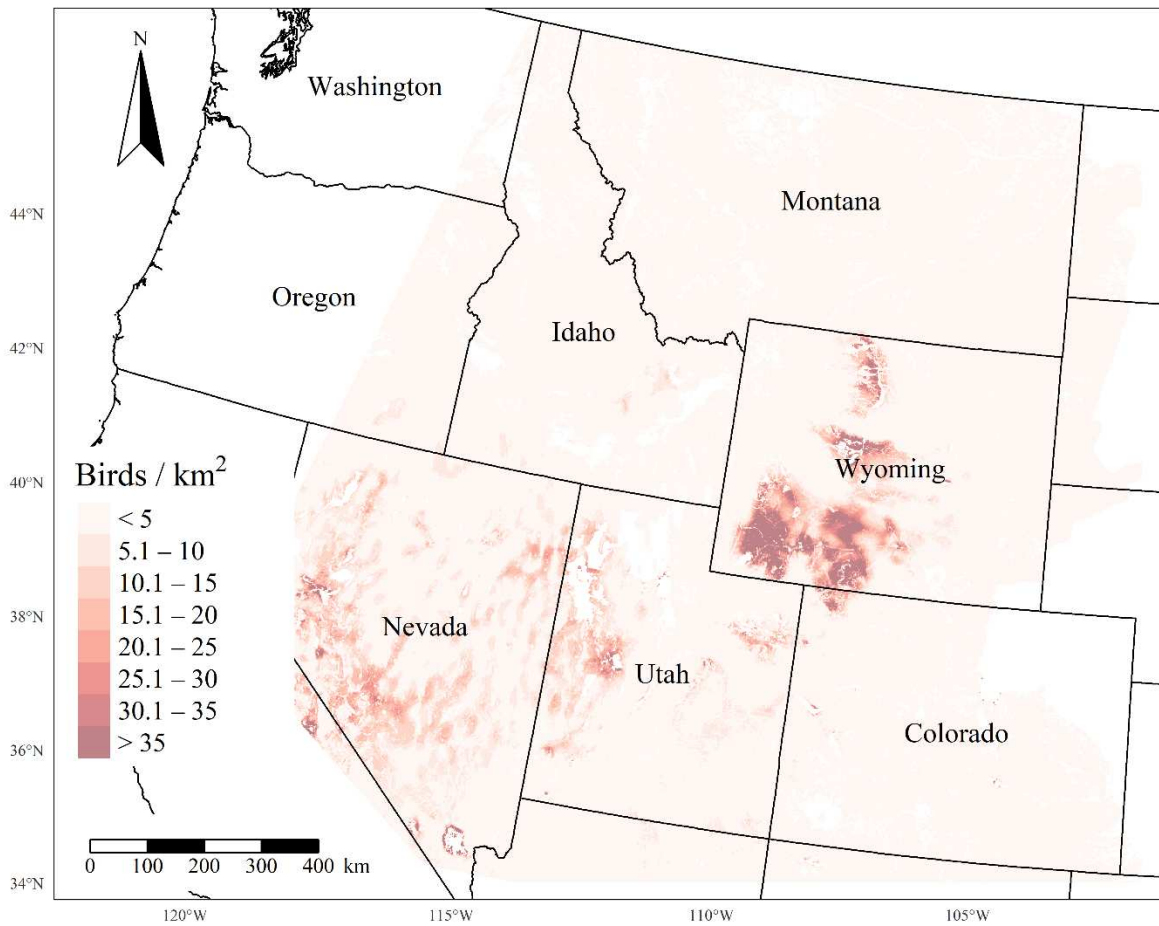 N
Washington
Montana
44°N
Oregon
Idaho
42°N
Birds / km²
Wyoming
40°N
< 5
5.1 – 10
10.1 – 15
38°N
15.1 – 20
Nevada
20.1 – 25
25.1 – 30
Utah
30.1 – 35
Colorado
> 35
36°N
0 100 200 300 400 km
34°N
120°W 115°W 110°W 105°W